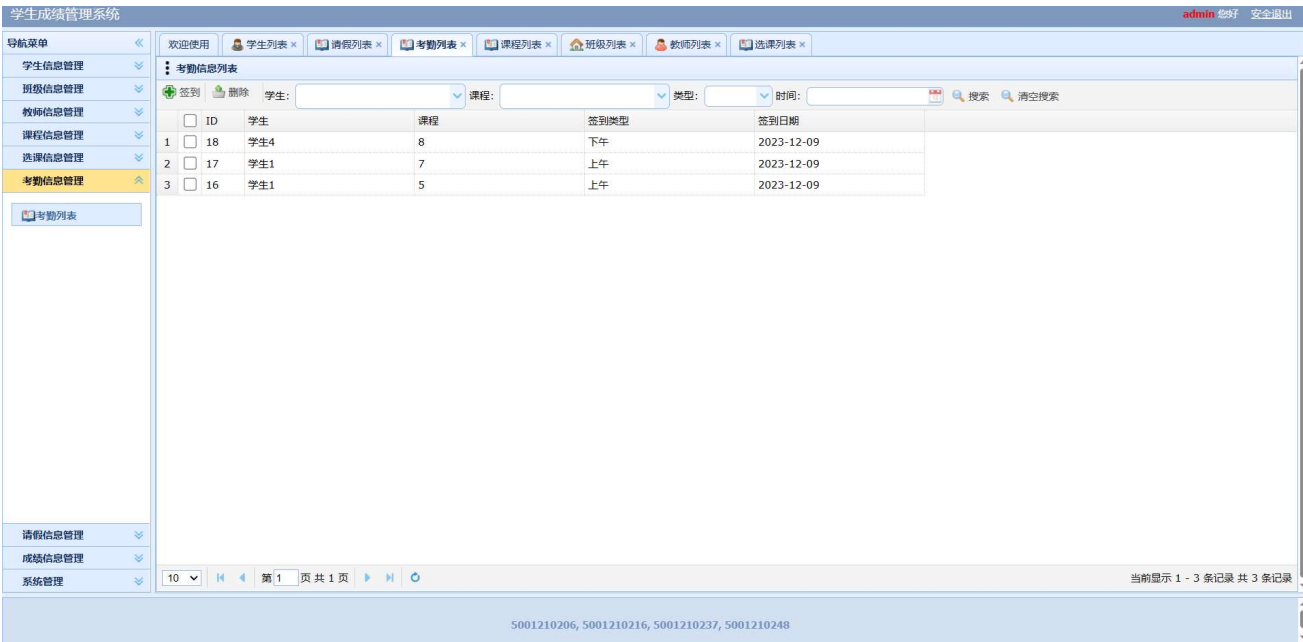 学生成绩管理系统 admin 您好 安全退出
导航菜单
学生信息管理
班级信息管理
教师信息管理
课程信息管理
选课信息管理
考勤信息管理
考勤列表
请假信息管理
成绩信息管理
系统管理
欢迎使用 学生列表 请假列表 考勤列表 课程列表 班级列表 教师列表 选课列表
考勤信息列表
签到 删除 学生: 课程: 类型: 时间: 搜索 清空搜索
ID 学生 课程 签到类型 签到日期
1 18 学生4 8 下午 2023-12-09
2 17 学生1 7 上午 2023-12-09
3 16 学生1 5 上午 2023-12-09
10 第 1 页 共 1 页 当前显示 1 - 3 条记录 共 3 条记录
5001210206, 5001210216, 5001210237, 5001210248